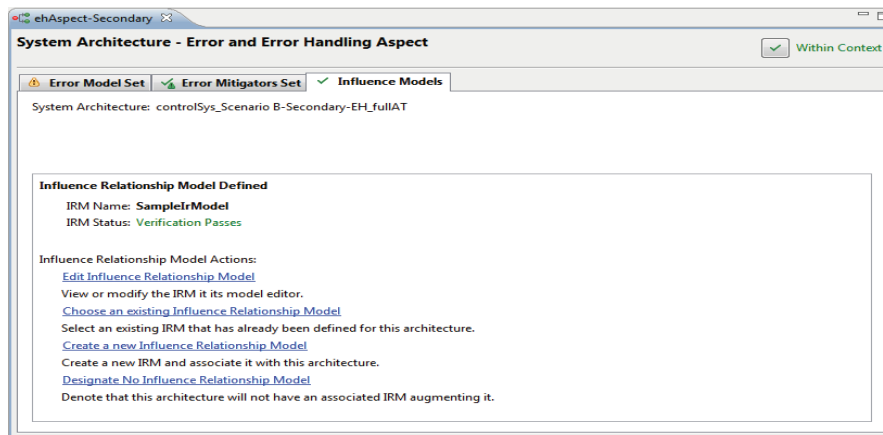 ehAspect-Secondary
System Architecture - Error and Error Handling Aspect
Within Context
Error Model Set Error Mitigators Set Influence Models
System Architecture: controlSys_Scenario B-Secondary-EH_fullAT
Influence Relationship Model Defined
IRM Name: SampleIrModel
IRM Status: Verification Passes
Influence Relationship Model Actions:
Edit Influence Relationship Model
View or modify the IRM it its model editor.
Choose an existing Influence Relationship Model
Select an existing IRM that has already been defined for this architecture.
Create a new Influence Relationship Model
Create a new IRM and associate it with this architecture.
Designate No Influence Relationship Model
Denote that this architecture will not have an associated IRM augmenting it.